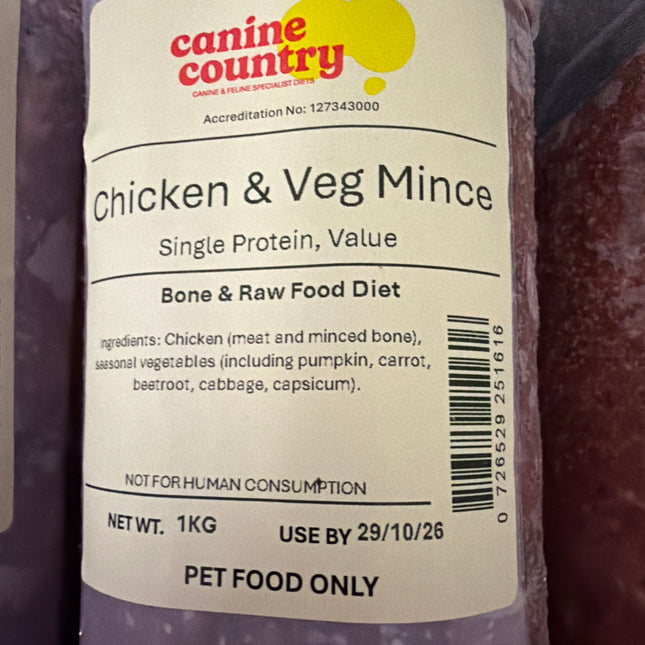 canine
country
CANINE & FELINE SPECIALIST DIETS
Accreditation No: 127343000
Chicken & Veg Mince
Single Protein, Value
Bone & Raw Food Diet
Ingredients: Chicken (meat and minced bone),
seasonal vegetables (including pumpkin, carrot,
beetroot, cabbage, capsicum).
0 726529 251616
NOT FOR HUMAN CONSUMPTION
NET WT. 1KG USE BY 29/10/26
PET FOOD ONLY